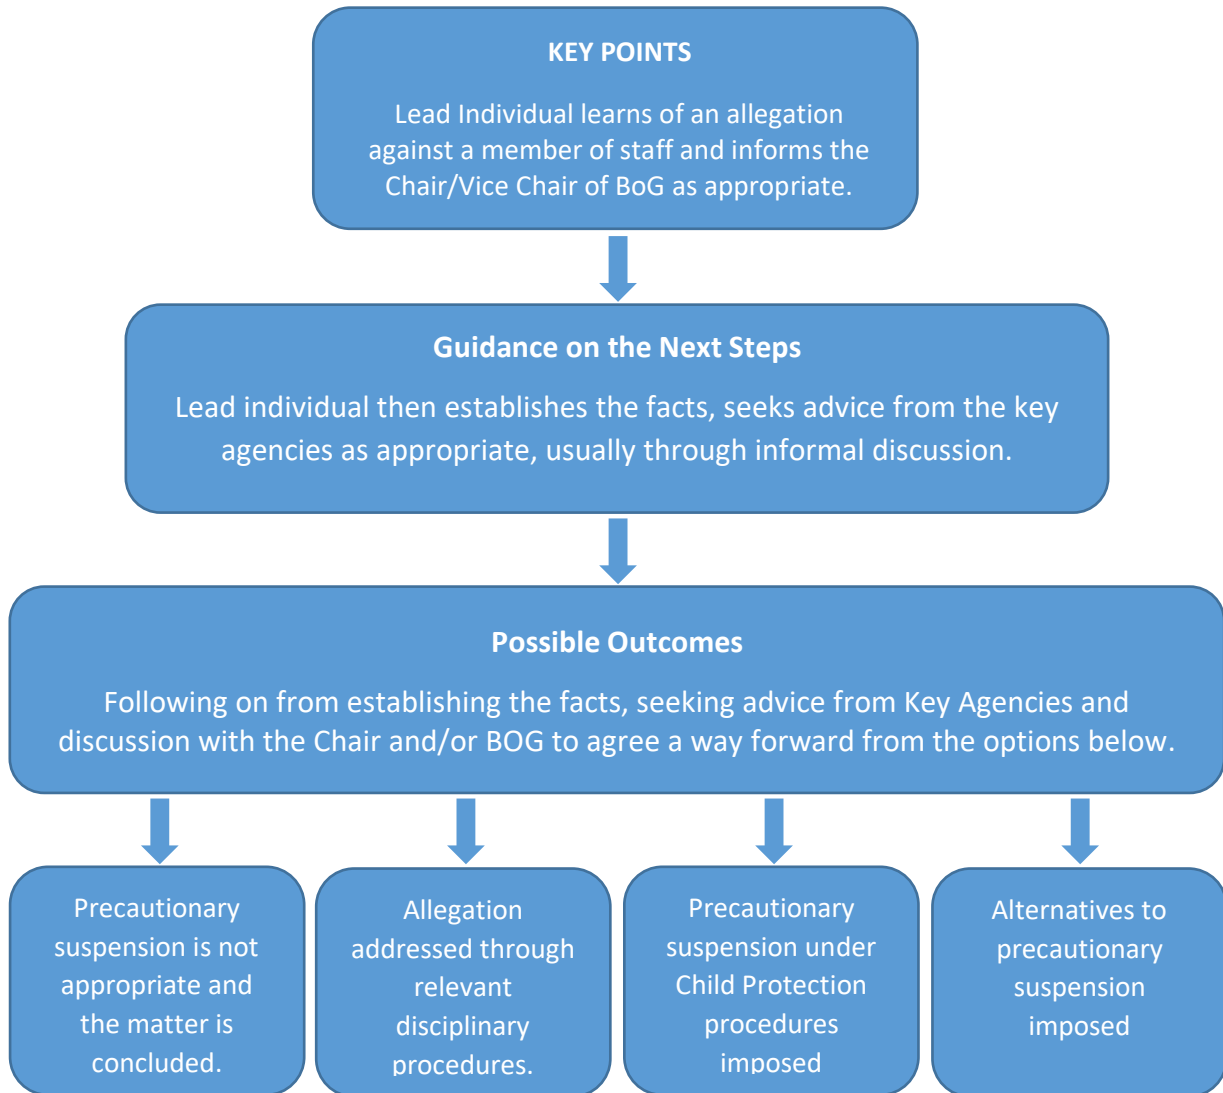 KEY POINTS
Lead Individual learns of an allegation
against a member of staff and informs the
Chair/Vice Chair of BoG as appropriate.
Guidance on the Next Steps
Lead individual then establishes the facts, seeks advice from the key
agencies as appropriate, usually through informal discussion.
Possible Outcomes
Following on from establishing the facts, seeking advice from Key Agencies and
discussion with the Chair and/or BOG to agree a way forward from the options below.
Precautionary
suspension is not
appropriate and
the matter is
concluded.
Allegation
addressed through
relevant
disciplinary
procedures.
Precautionary
suspension under
Child Protection
procedures
imposed
Alternatives to
precautionary
suspension
imposed